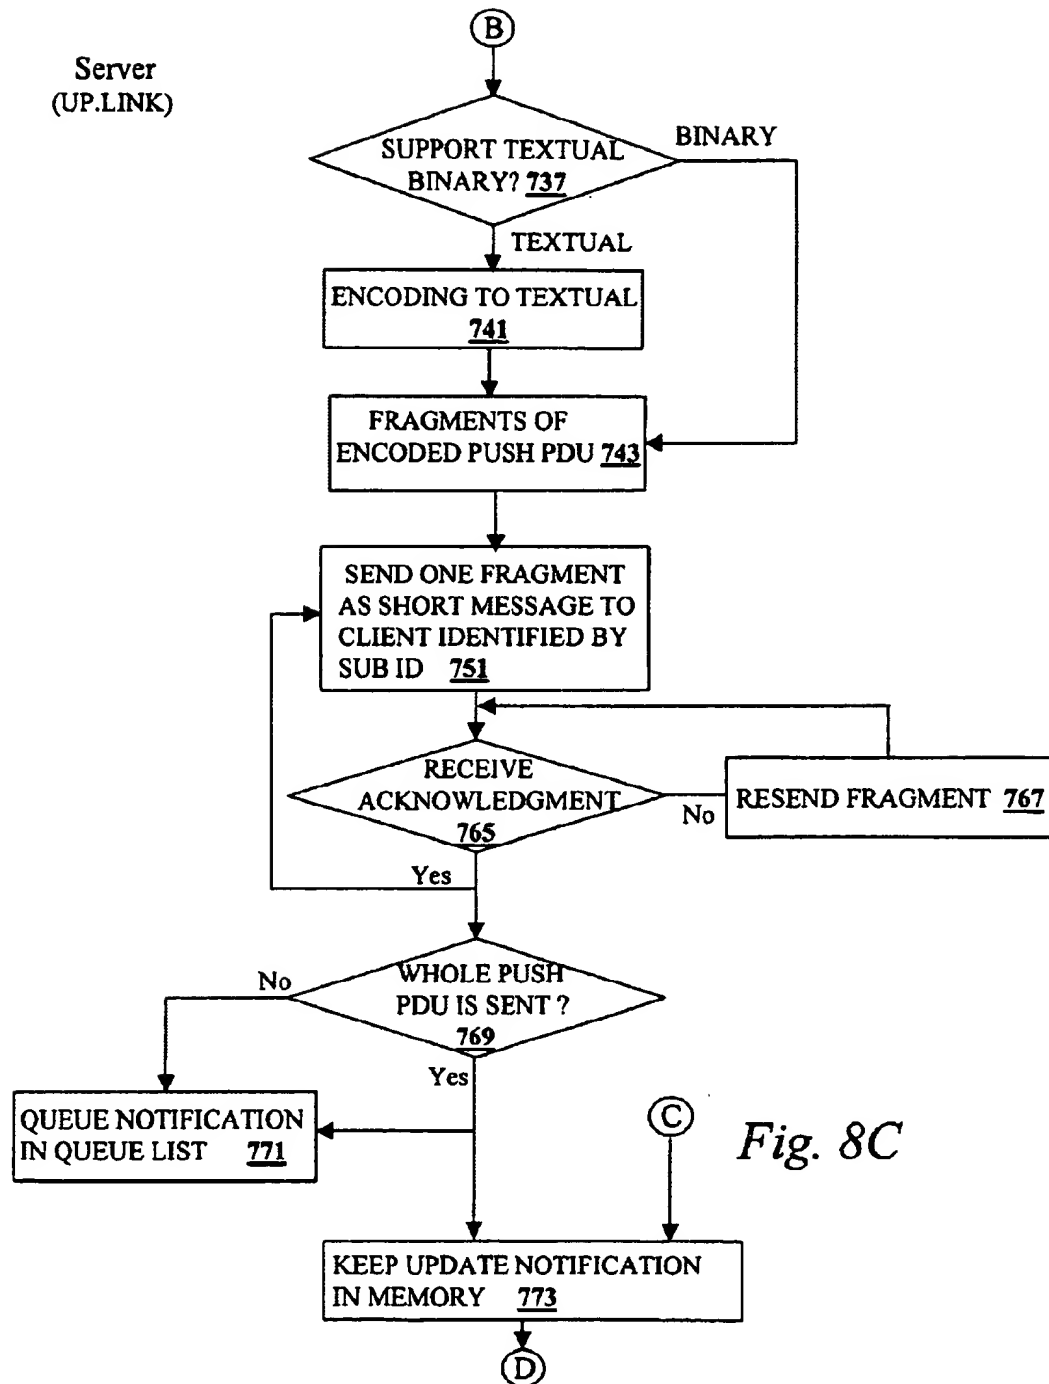 B
Server
(UP.LINK)
SUPPORT TEXTUAL
BINARY? 737
BINARY
TEXTUAL
ENCODING TO TEXTUAL
741
FRAGMENTS OF
ENCODED PUSH PDU 743
SEND ONE FRAGMENT
AS SHORT MESSAGE TO
CLIENT IDENTIFIED BY
SUB ID 751
RECEIVE
ACKNOWLEDGMENT
765
No
RESEND FRAGMENT 767
Yes
WHOLE PUSH
PDU IS SENT ?
769
No
Yes
QUEUE NOTIFICATION
IN QUEUE LIST 771
C
Fig. 8C
KEEP UPDATE NOTIFICATION
IN MEMORY 773
D